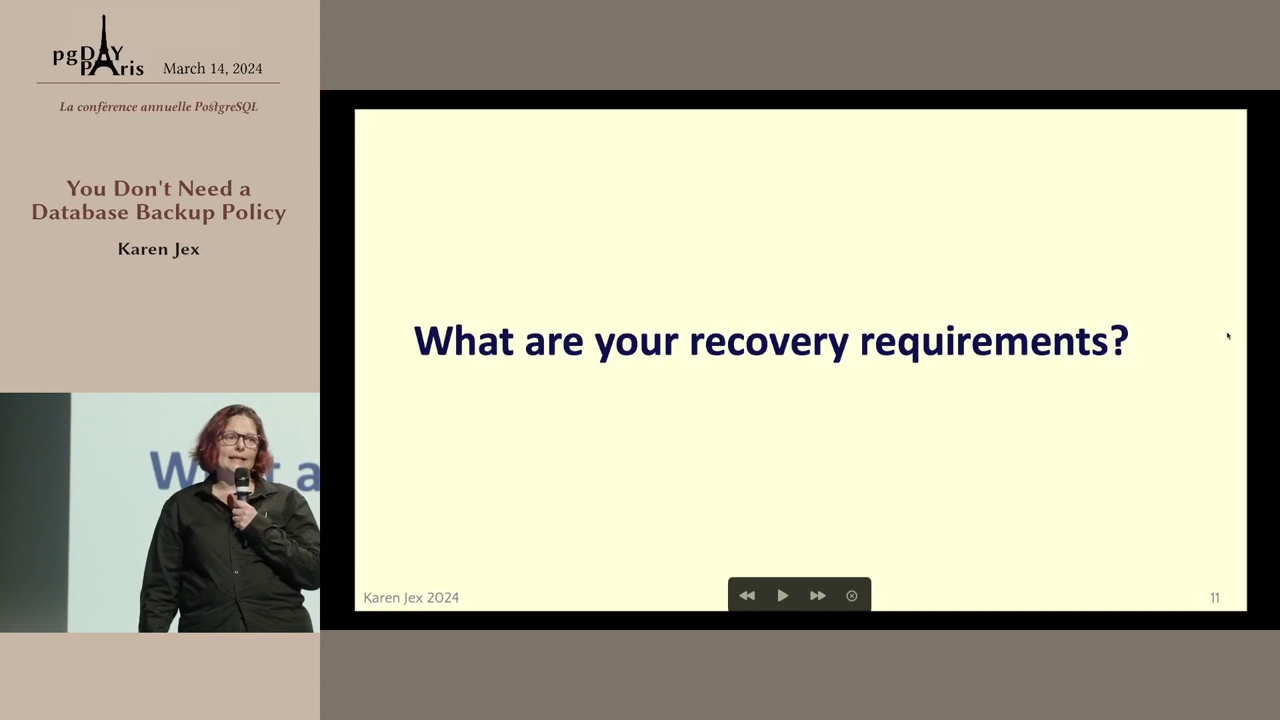 pgDAY
PAris
March 14, 2024
La conférence annuelle PostgreSQL
You Don't Need a
Database Backup Policy
Karen Jex
What are your recovery requirements?
Karen Jex 2024
11